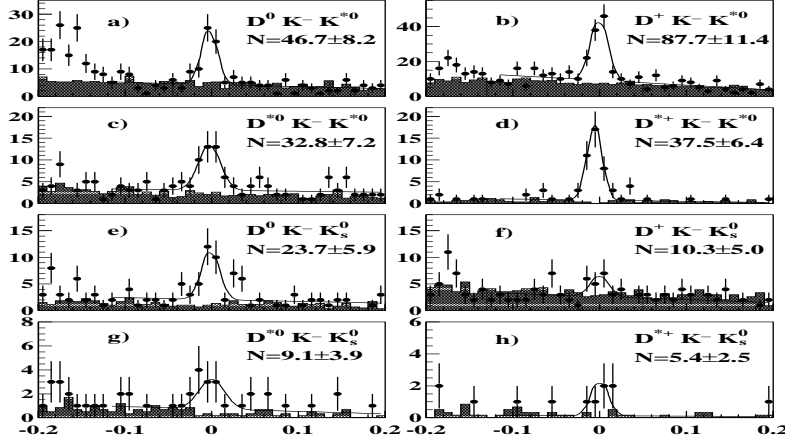 a) D⁰ K⁻ K*⁰
N=46.7±8.2
30
20
10
0
b) D⁺ K⁻ K*⁰
N=87.7±11.4
40
20
0
c) D*⁰ K⁻ K*⁰
N=32.8±7.2
20
15
10
5
0
d) D*⁺ K⁻ K*⁰
N=37.5±6.4
20
15
10
5
0
e) D⁰ K⁻ Kₛ⁰
N=23.7±5.9
15
10
5
0
f) D⁺ K⁻ Kₛ⁰
N=10.3±5.0
15
10
5
0
g) D*⁰ K⁻ Kₛ⁰
N=9.1±3.9
8
6
4
2
0
h) D*⁺ K⁻ Kₛ⁰
N=5.4±2.5
6
4
2
0
-0.2 -0.1 0 0.1 0.2
-0.2 -0.1 0 0.1 0.2